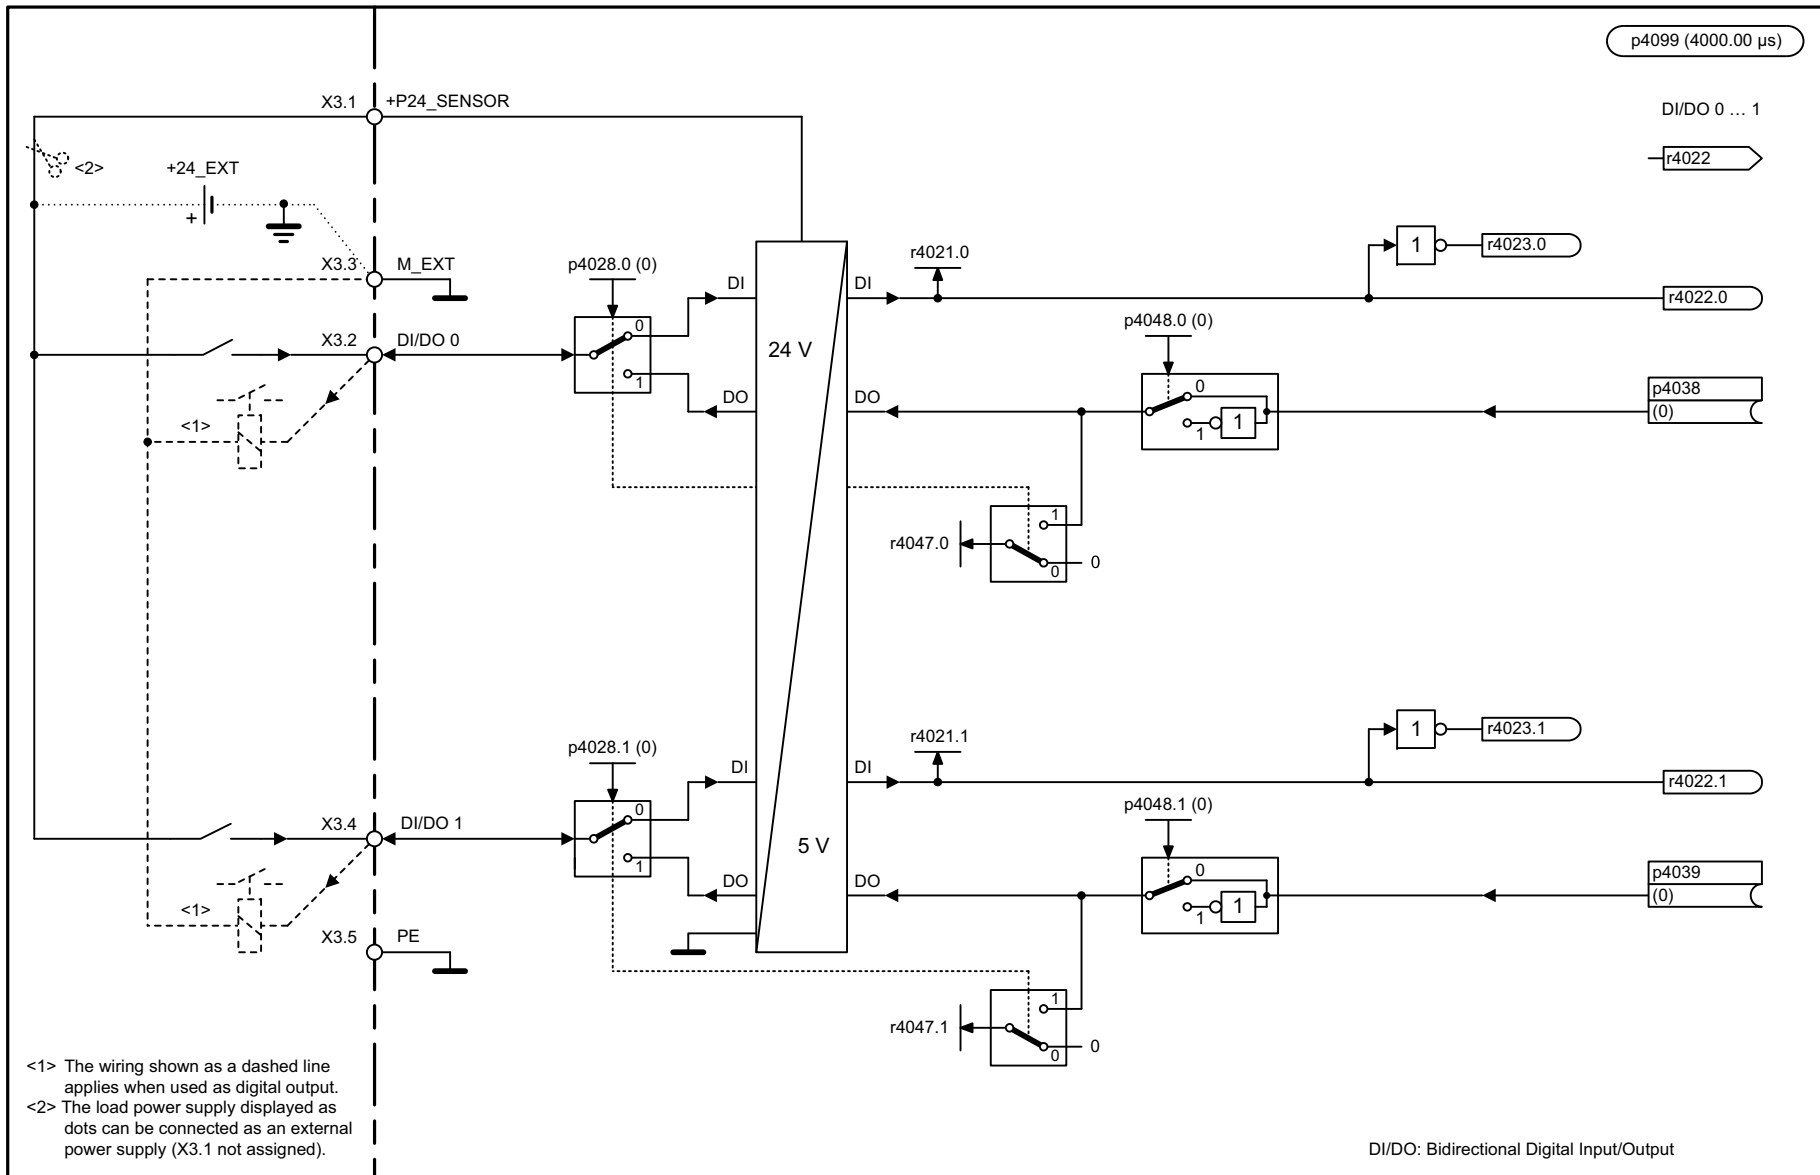 p4099 (4000.00 µs)
X3.1
+P24_SENSOR
DI/DO 0 … 1
<2>
+24_EXT
r4022
+
r4021.0
1
r4023.0
X3.3
M_EXT
p4028.0 (0)
DI
DI
r4022.0
p4048.0 (0)
0
X3.2
DI/DO 0
24 V
1
DO
DO
0
1
1
p4038
(0)
<1>
1
r4047.0
0
0
r4021.1
1
r4023.1
p4028.1 (0)
DI
DI
r4022.1
p4048.1 (0)
0
X3.4
DI/DO 1
5 V
1
DO
DO
0
1
1
p4039
(0)
<1>
X3.5
PE
1
r4047.1
0
0
<1> The wiring shown as a dashed line
applies when used as digital output.
<2> The load power supply displayed as
dots can be connected as an external
power supply (X3.1 not assigned).
DI/DO: Bidirectional Digital Input/Output